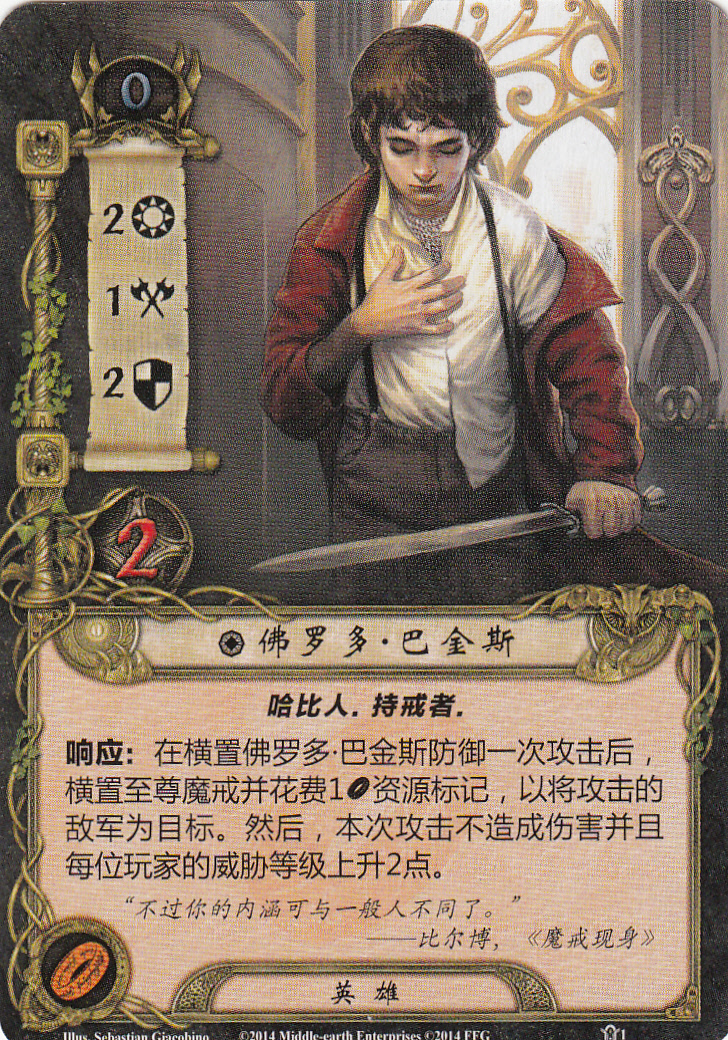 0
2
1
2
2
佛罗多·巴金斯
哈比人. 持戒者.
响应：在横置佛罗多·巴金斯防御一次攻击后，
横置至尊魔戒并花费1资源标记，以将攻击的
敌军为目标。然后，本次攻击不造成伤害并且
每位玩家的威胁等级上升2点。
“不过你的内涵可与一般人不同了。”
——比尔博，《魔戒现身》
英雄
Illus. Sebastian Giacobino
©2014 Middle-earth Enterprises ©2014 FFG
1